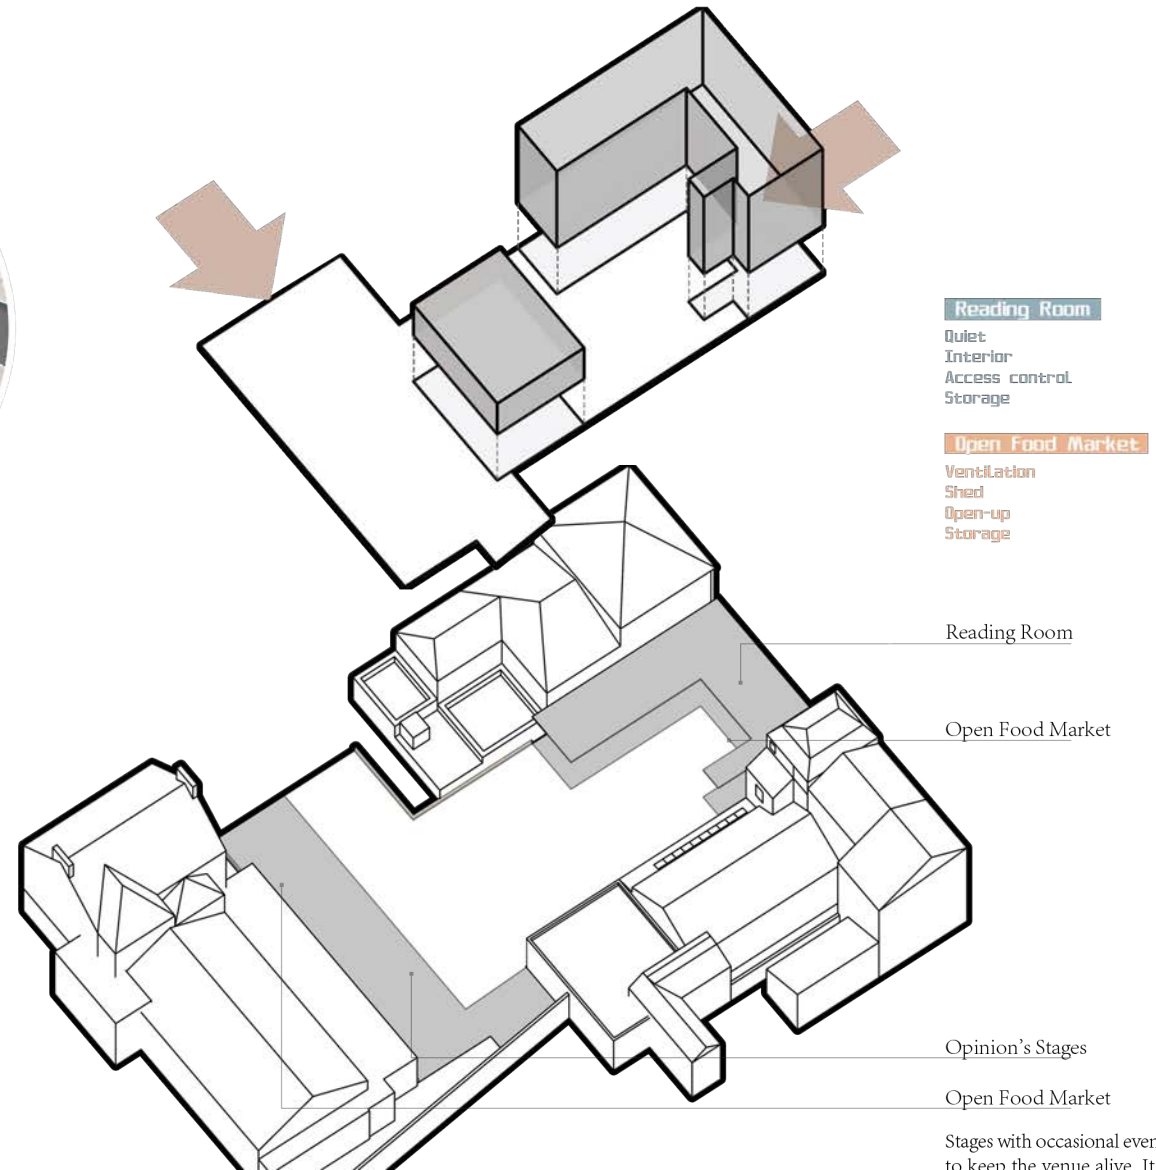 Reading Room
Quiet
Interior
Access control
Storage
Open Food Market
Ventilation
Shed
Open-up
Storage
Reading Room
Open Food Market
Opinion's Stages
Open Food Market
Stages with occasional even
to keep the venue alive. It